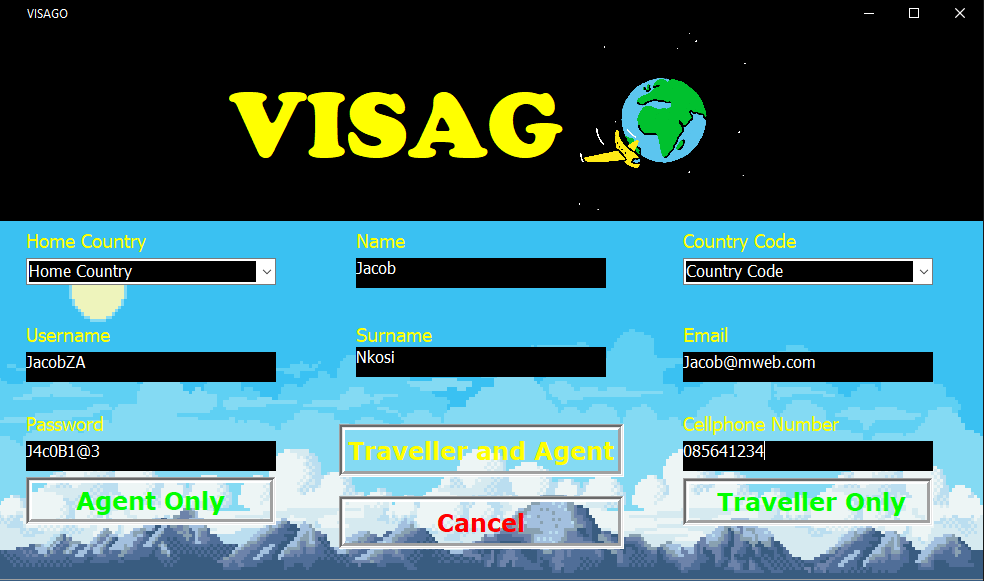 VISAGO
VISAG
Home Country
Name
Country Code
Home Country
Jacob
Country Code
Username
Surname
Email
JacobZA
Nkosi
Jacob@mweb.com
Password
Cellphone Number
J4c0B1@3
085641234
Traveller and Agent
Agent Only
Traveller Only
Cancel